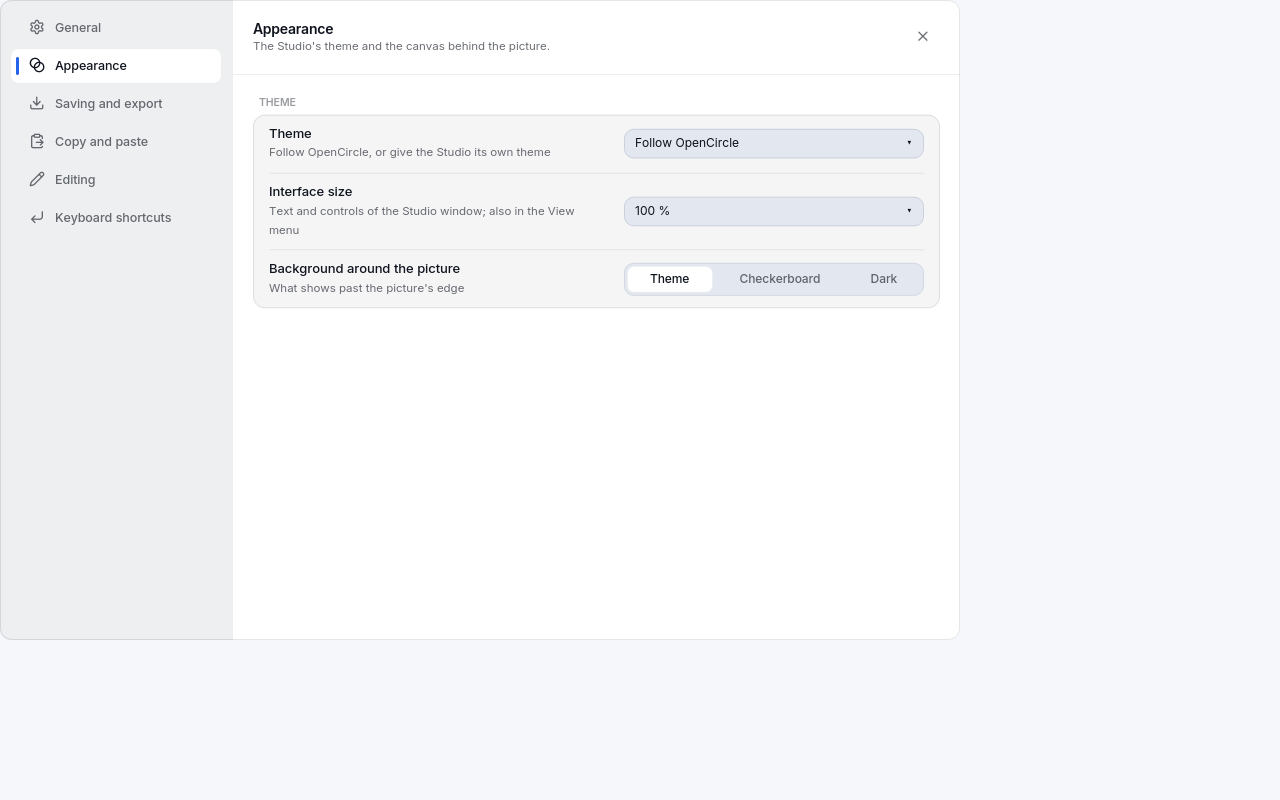 General
Appearance
Saving and export
Copy and paste
Editing
Keyboard shortcuts
Appearance
The Studio's theme and the canvas behind the picture.
THEME
Theme
Follow OpenCircle, or give the Studio its own theme
Follow OpenCircle
Interface size
Text and controls of the Studio window; also in the View
menu
100 %
Background around the picture
What shows past the picture's edge
Theme Checkerboard Dark